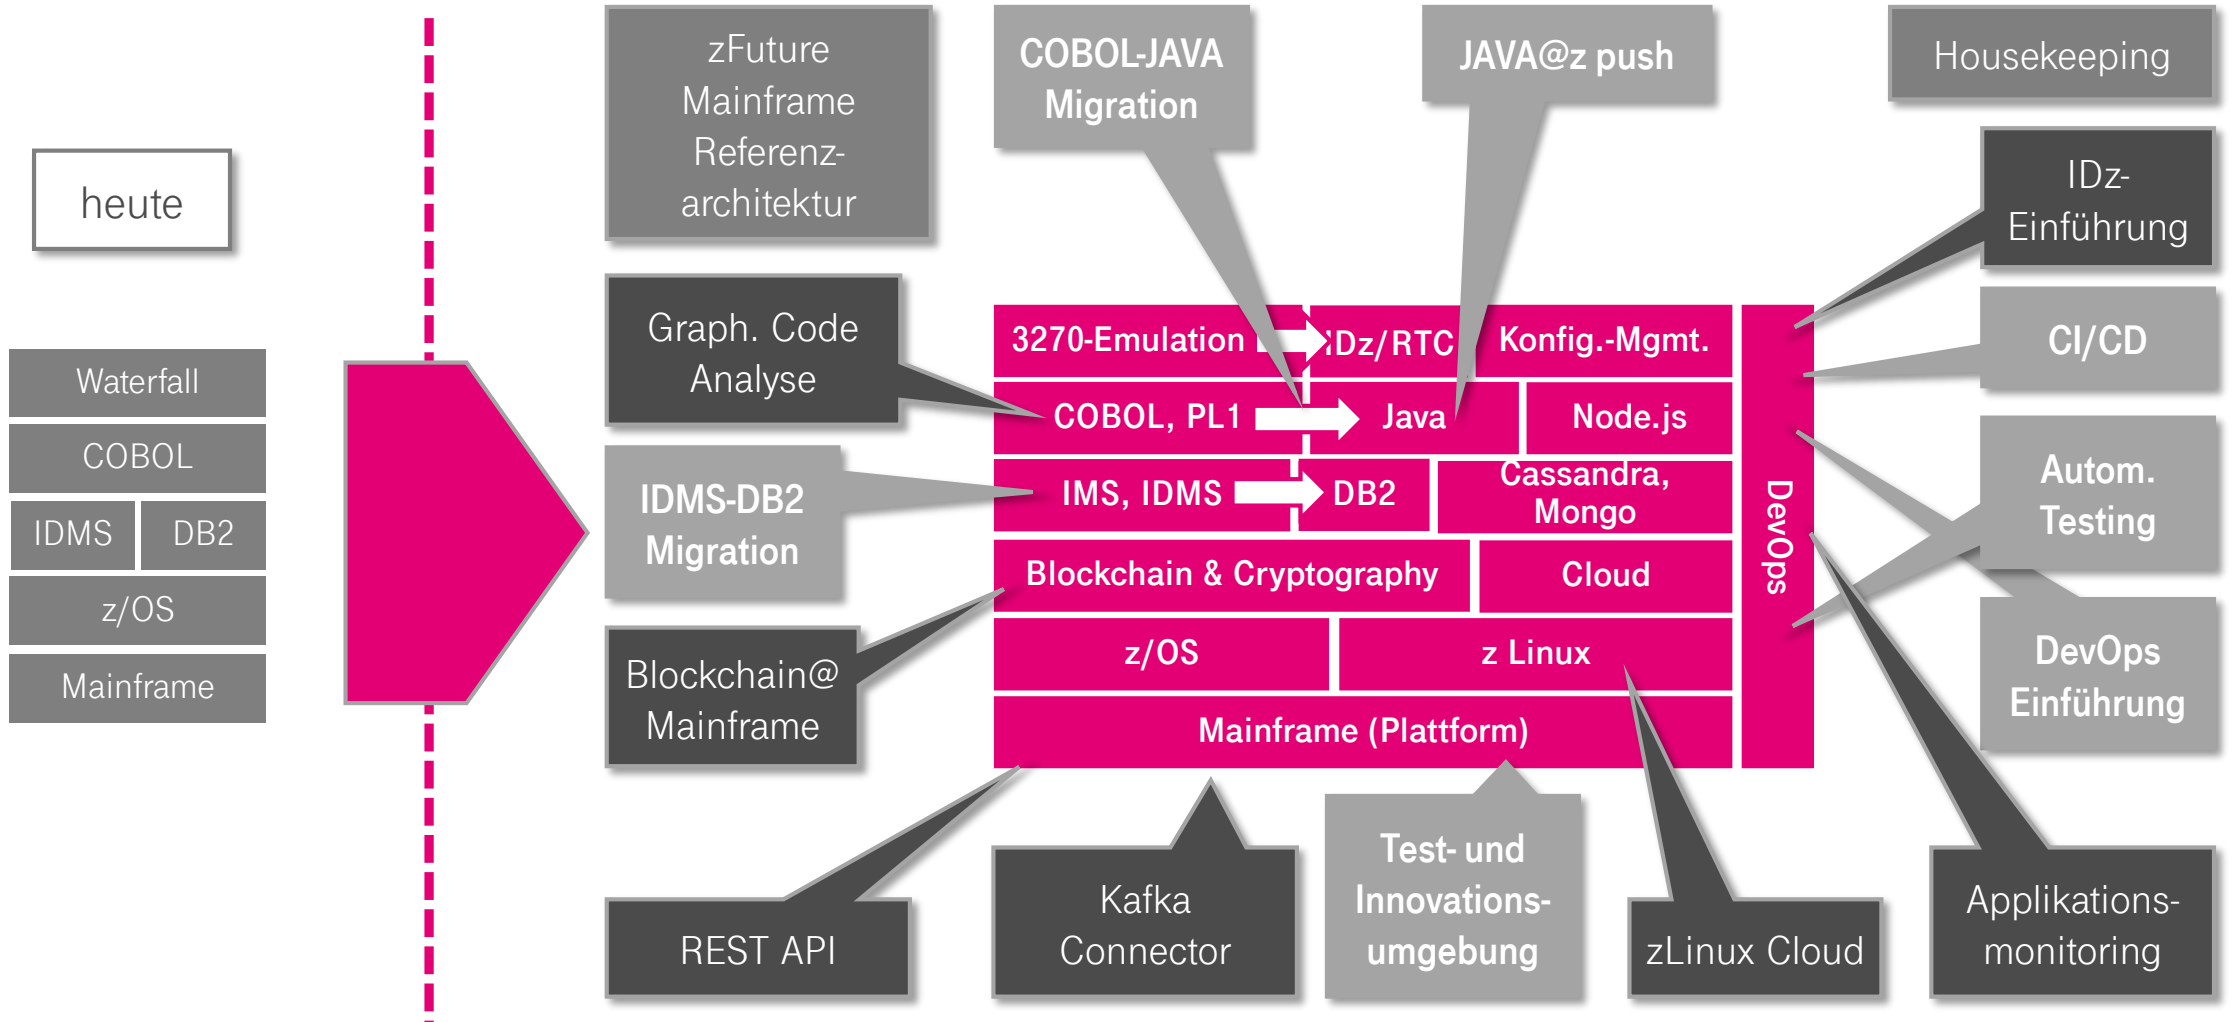 heute
Waterfall
COBOL
IDMS
DB2
z/OS
Mainframe
zFuture
Mainframe
Referenz-
architektur
COBOL-JAVA
Migration
JAVA@z push
Housekeeping
Graph. Code
Analyse
IDMS-DB2
Migration
Blockchain@
Mainframe
3270-Emulation
IDz/RTC
Konfig.-Mgmt.
COBOL, PL1
Java
Node.js
IMS, IDMS
DB2
Cassandra,
Mongo
Blockchain & Cryptography
Cloud
z/OS
z Linux
Mainframe (Plattform)
DevOps
IDz-
Einführung
CI/CD
Autom.
Testing
DevOps
Einführung
REST API
Kafka
Connector
Test- und
Innovations-
umgebung
zLinux Cloud
Applikations-
monitoring